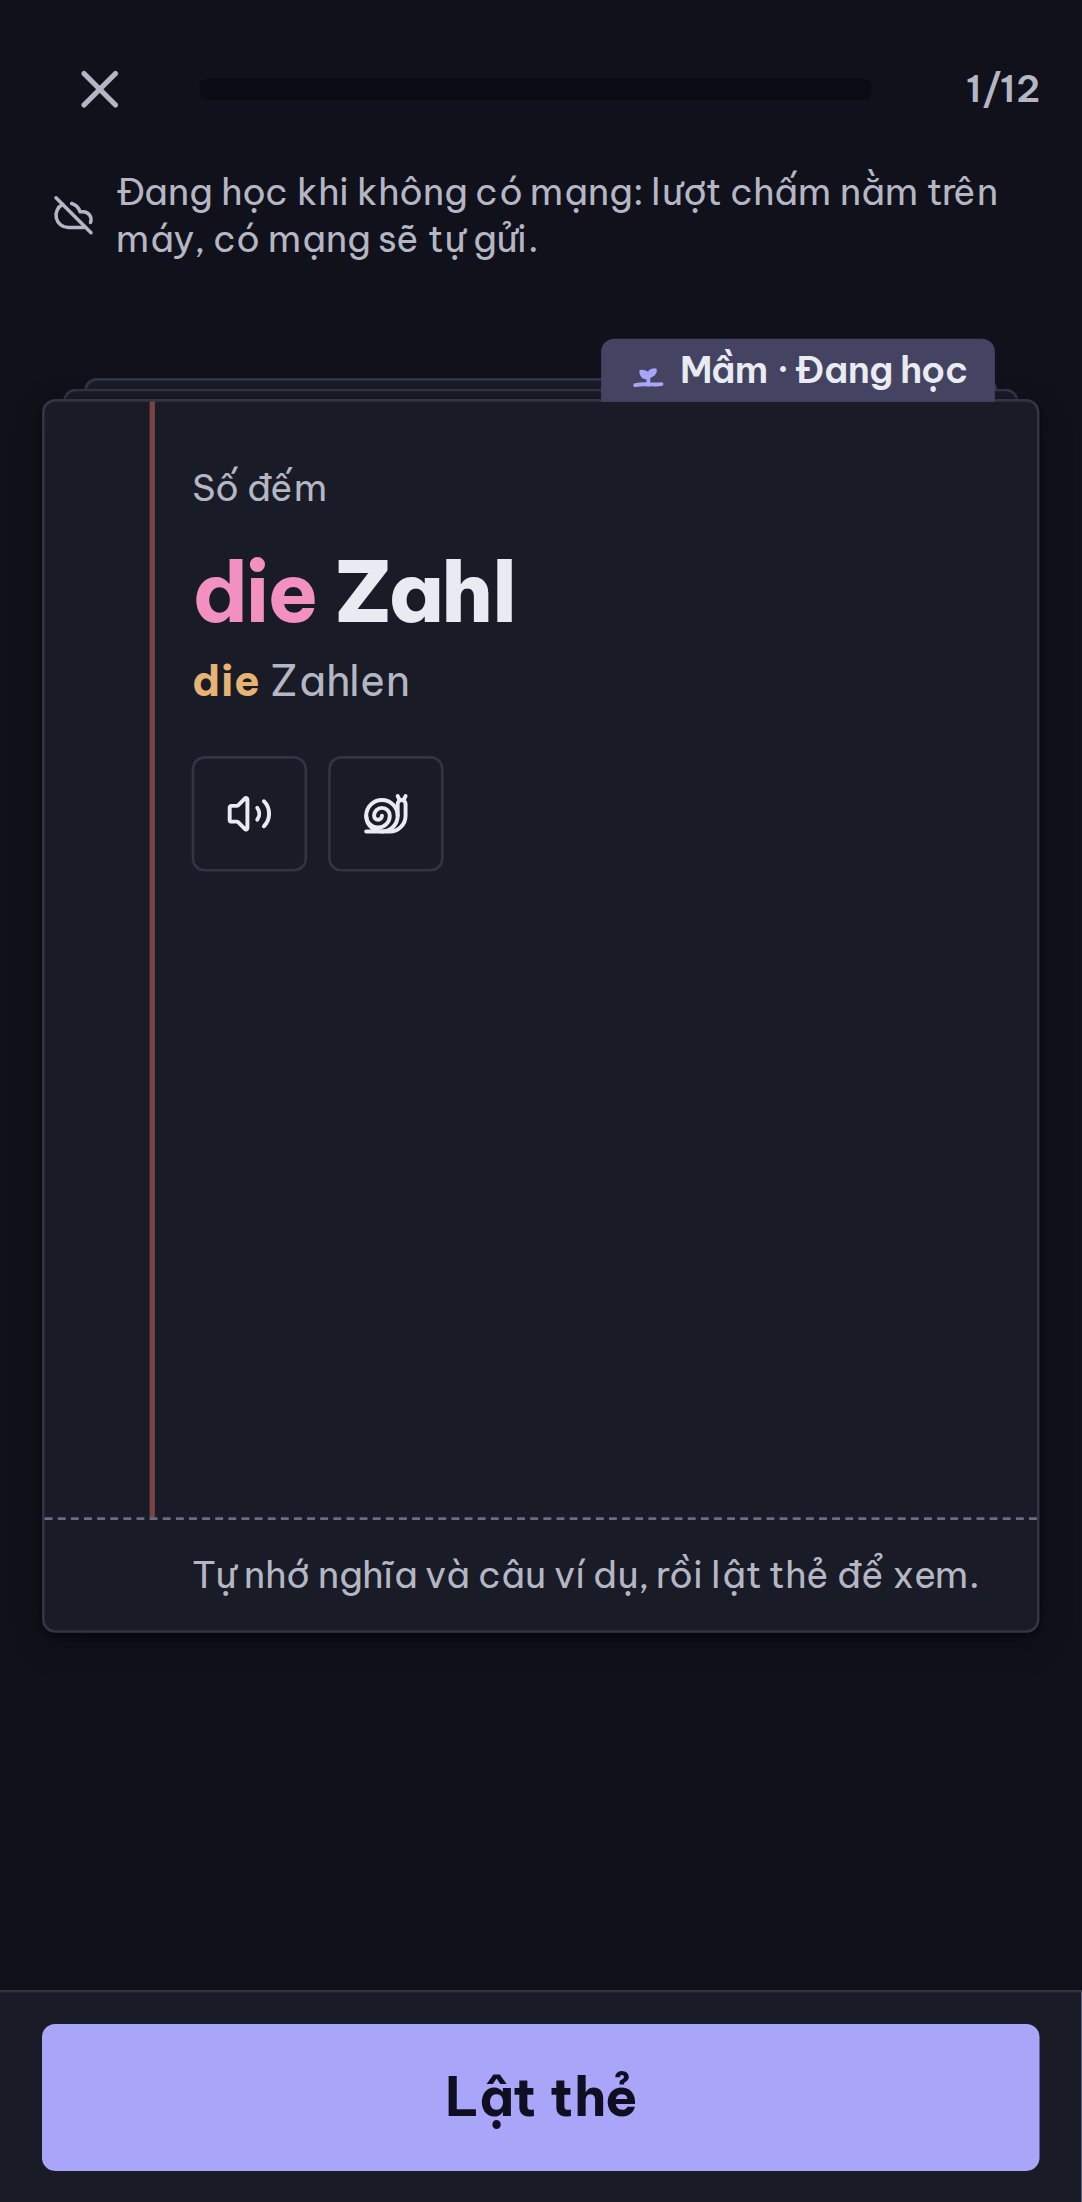 1/12
Đang học khi không có mạng: lượt chấm nằm trên
máy, có mạng sẽ tự gửi.
Mầm · Đang học
Số đếm
die Zahl
die Zahlen
Tự nhớ nghĩa và câu ví dụ, rồi lật thẻ để xem.
Lật thẻ